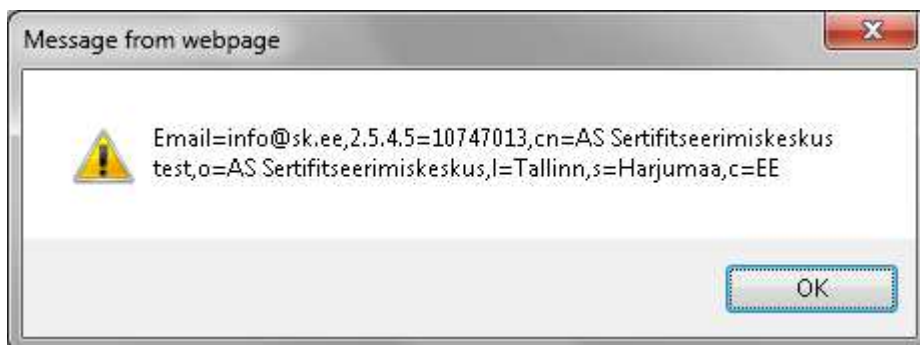 Message from webpage
Email=info@sk.ee,2.5.4.5=10747013,cn=AS Sertifitseerimiskeskus
test,o=AS Sertifitseerimiskeskus,l=Tallinn,s=Harjumaa,c=EE
OK